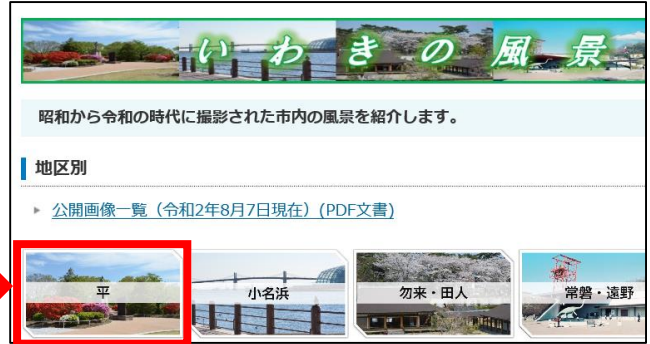 いわきの風景
昭和から令和の時代に撮影された市内の風景を紹介します。
地区別
公開画像一覧（令和2年8月7日現在）(PDF文書)
平 小名浜 勿来・田人 常磐・遠野